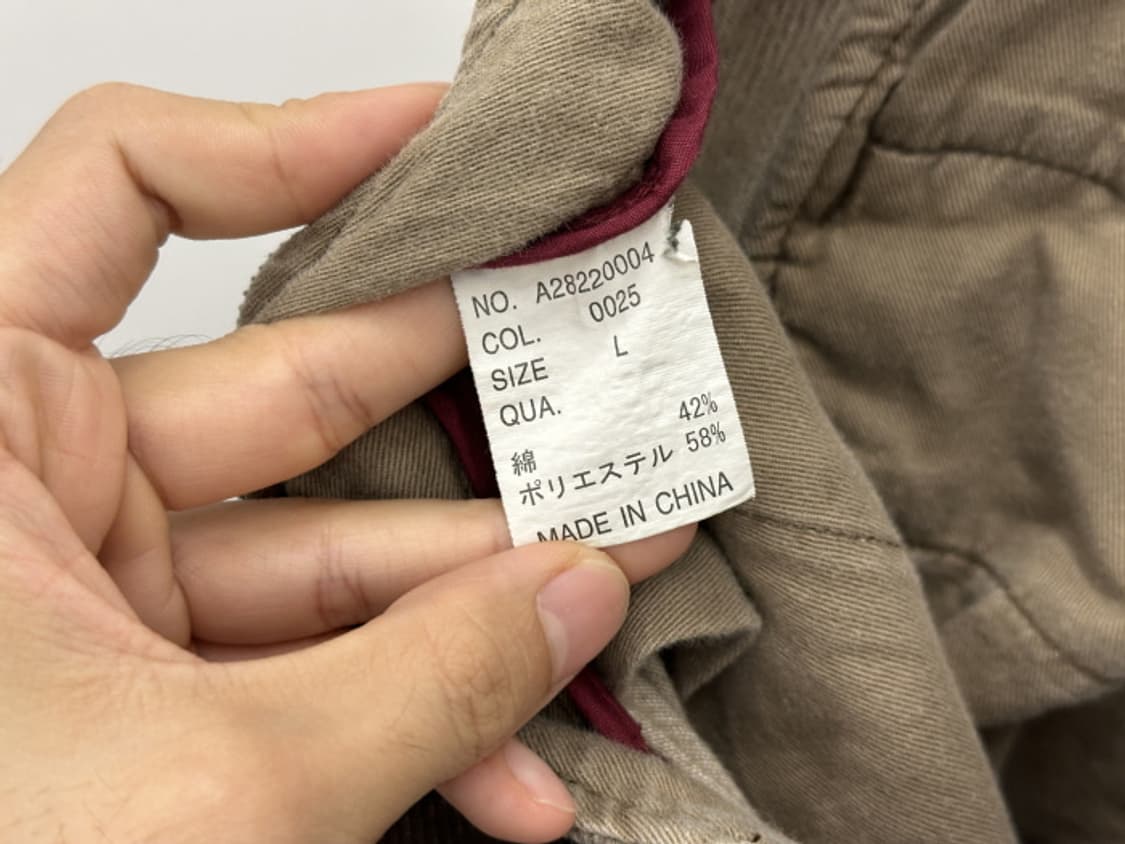 NO. A28220004
COL. 0025
SIZE L
QUA.
綿 42%
ポリエステル 58%
MADE IN CHINA